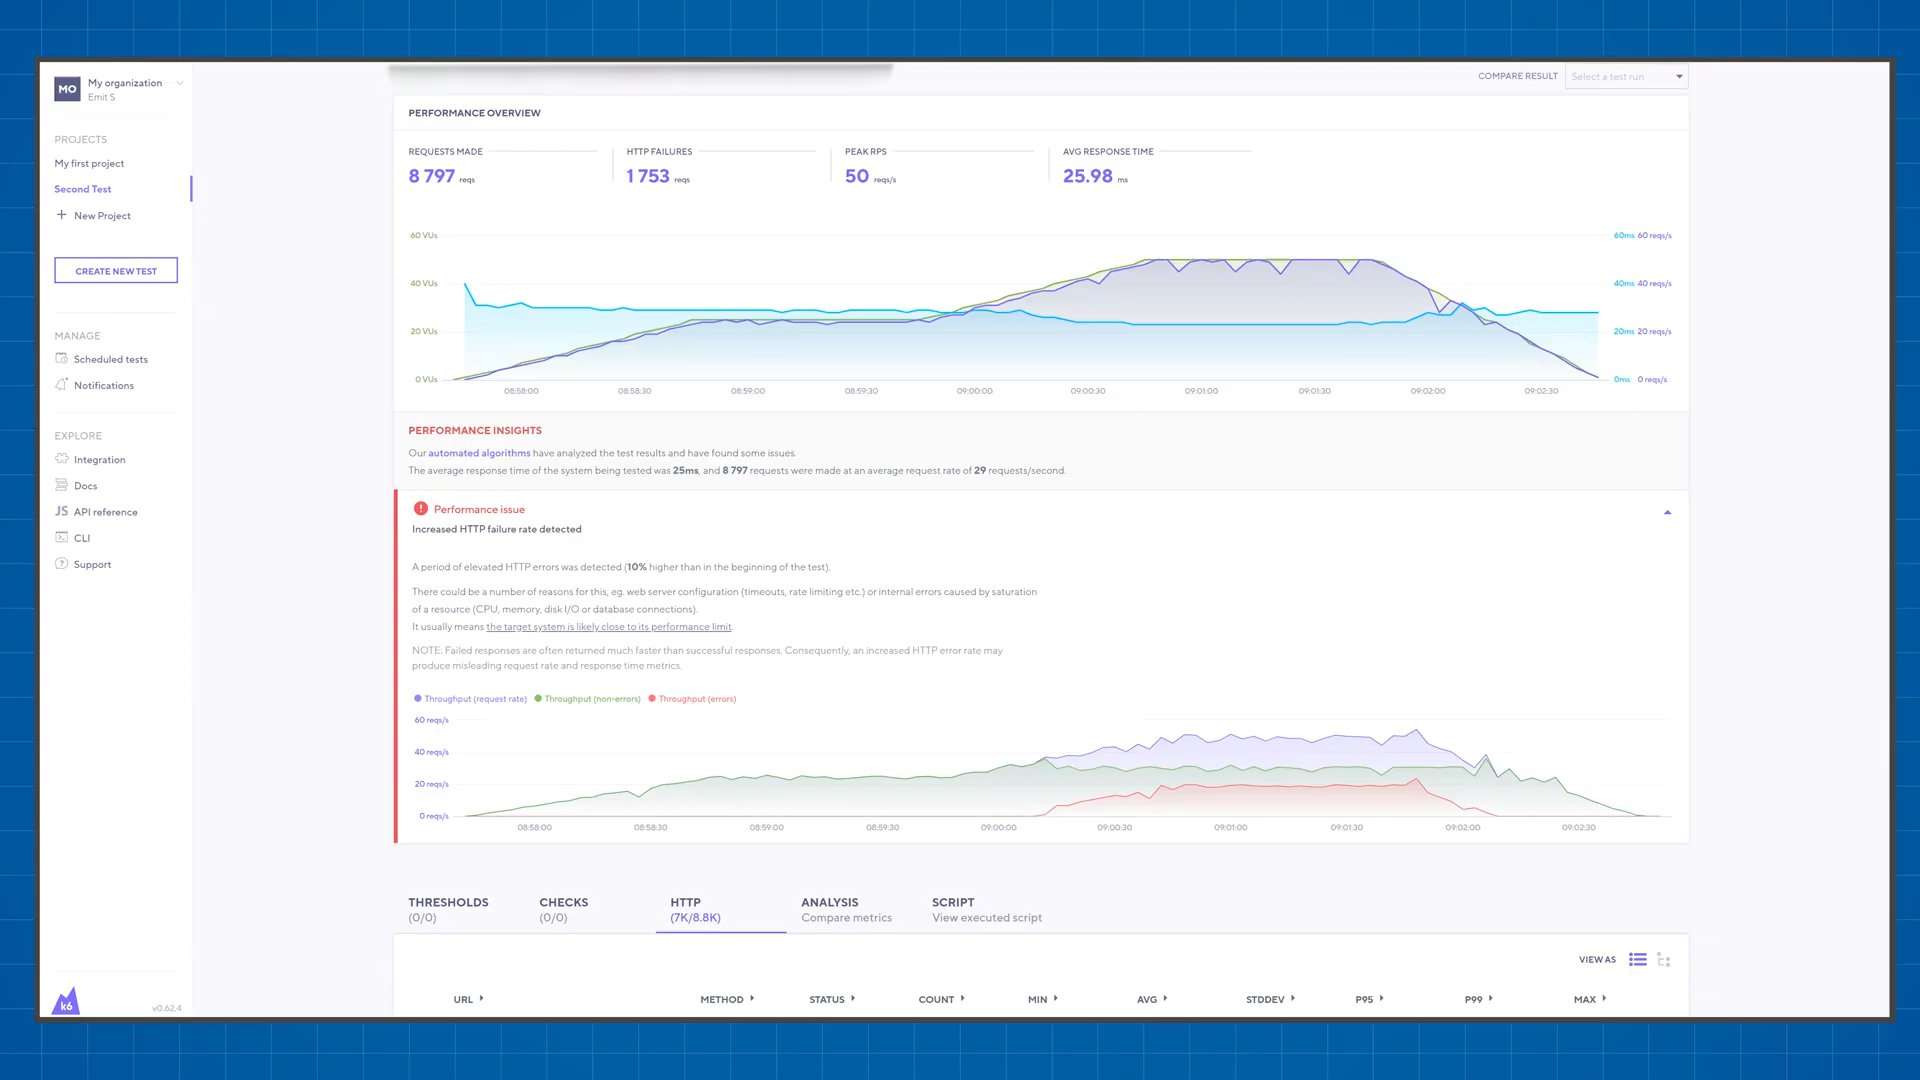 MO
My organization
Emit S
PROJECTS
My first project
Second Test
New Project
CREATE NEW TEST
MANAGE
Scheduled tests
Notifications
EXPLORE
Integration
Docs
JS API reference
CLI
Support
k6
v0.62.4
COMPARE RESULT
Select a test run
PERFORMANCE OVERVIEW
REQUESTS MADE
8 797 reqs
HTTP FAILURES
1 753 reqs
PEAK RPS
50 reqs/s
AVG RESPONSE TIME
25.98 ms
60 VUs
40 VUs
20 VUs
0 VUs
60ms 60 reqs/s
40ms 40 reqs/s
20ms 20 reqs/s
0ms 0 reqs/s
08:58:00 08:58:30 08:59:00 08:59:30 09:00:00 09:00:30 09:01:00 09:01:30 09:02:00 09:02:30
PERFORMANCE INSIGHTS
Our automated algorithms have analyzed the test results and have found some issues.
The average response time of the system being tested was 25ms, and 8 797 requests were made at an average request rate of 29 requests/second.
Performance issue
Increased HTTP failure rate detected
A period of elevated HTTP errors was detected (10% higher than in the beginning of the test).
There could be a number of reasons for this, eg. web server configuration (timeouts, rate limiting etc.) or internal errors caused by saturation
of a resource (CPU, memory, disk I/O or database connections).
It usually means the target system is likely close to its performance limit.
NOTE: Failed responses are often returned much faster than successful responses. Consequently, an increased HTTP error rate may
produce misleading request rate and response time metrics.
Throughput (request rate) Throughput (non-errors) Throughput (errors)
60 reqs/s
40 reqs/s
20 reqs/s
0 reqs/s
08:58:00 08:58:30 08:59:00 08:59:30 09:00:00 09:00:30 09:01:00 09:01:30 09:02:00 09:02:30
THRESHOLDS
(0/0)
CHECKS
(0/0)
HTTP
(7K/8.8K)
ANALYSIS
Compare metrics
SCRIPT
View executed script
VIEW AS
URL METHOD STATUS COUNT MIN AVG STDDEV P95 P99 MAX